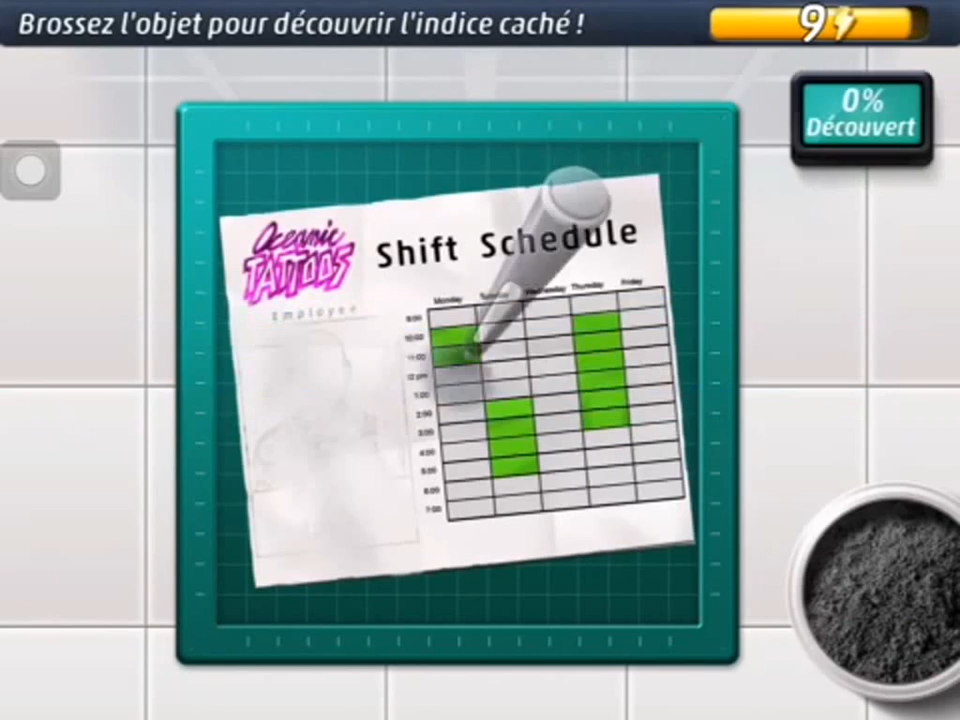 Brossez l'objet pour découvrir l'indice caché !
9
0%
Découvert
Oceanic
TATTOOS
Shift Schedule
Employee
Monday Tuesday Wednesday Thursday Friday
9:00
10:00
11:00
12 pm
1:00
2:00
3:00
4:00
5:00
6:00
7:00